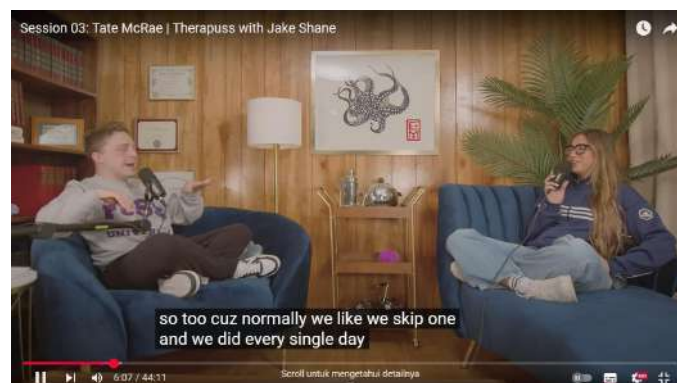 Session 03: Tate McRae | Therapuss with Jake Shane
so too cuz normally we like we skip one
and we did every single day
6:07 / 44:11
Scroll untuk mengetahui detailnya